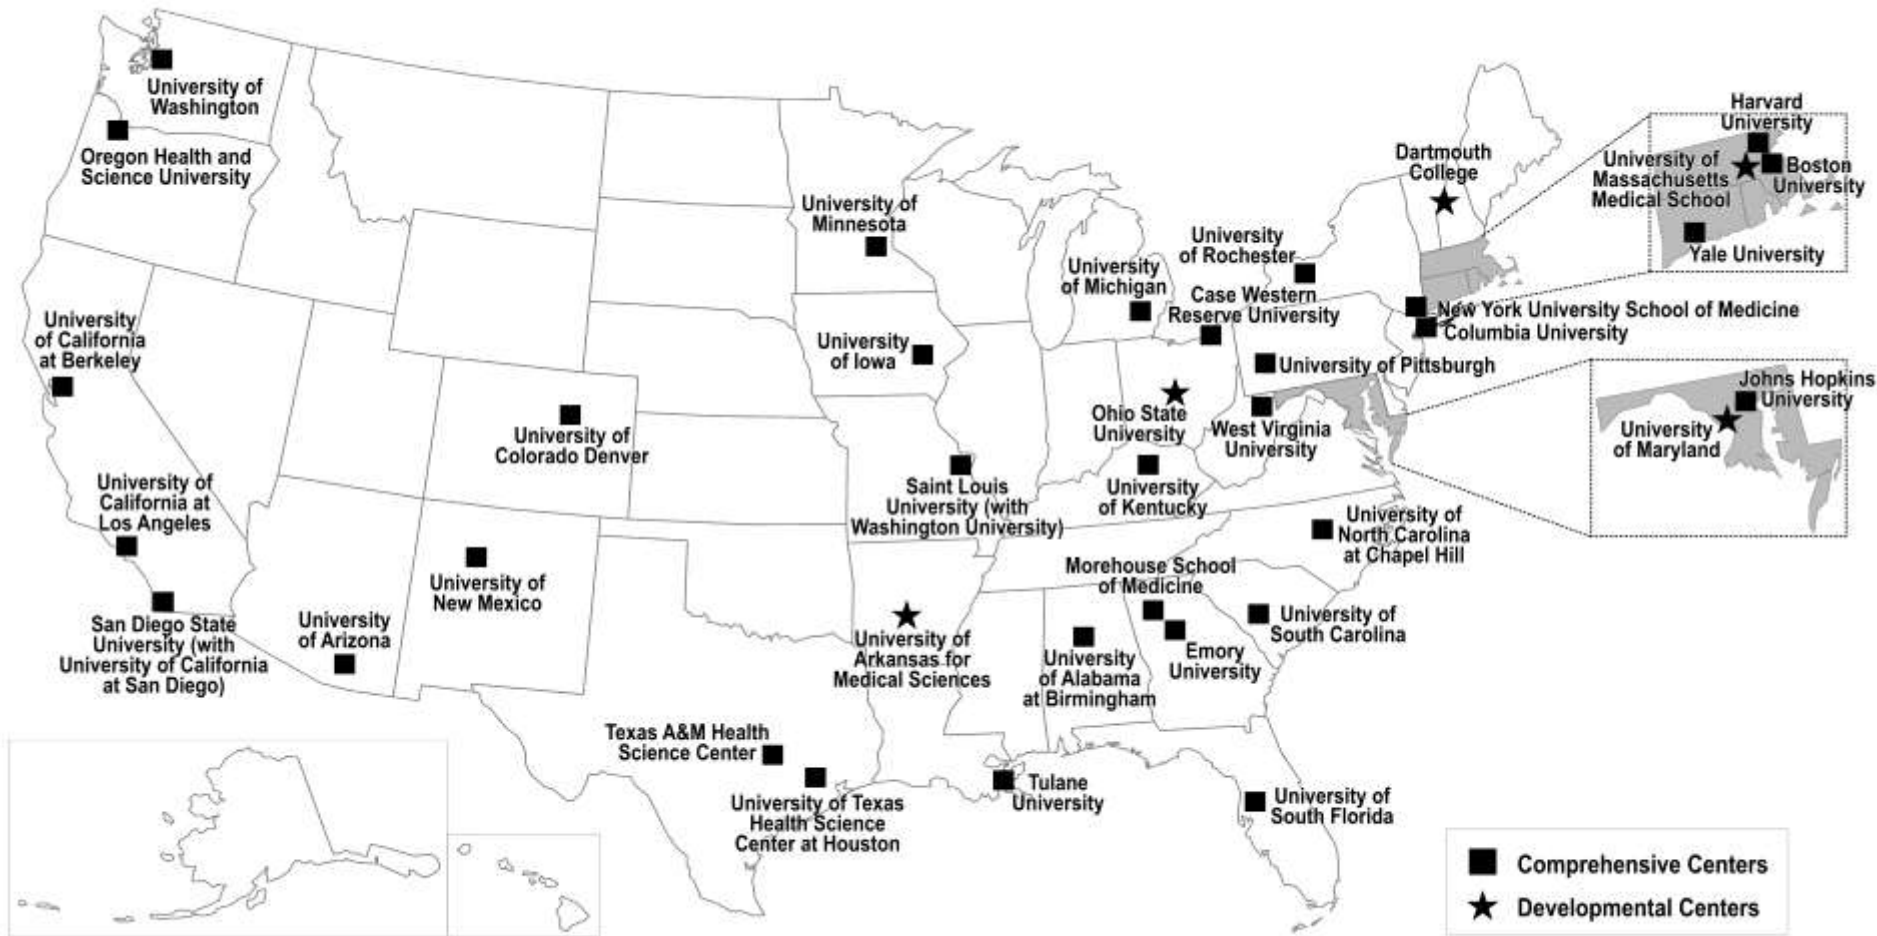 University of
Washington
Oregon Health and
Science University
University
of California
at Berkeley
University of
California at
Los Angeles
San Diego State
University (with
University of California
at San Diego)
University
of Arizona
University of
New Mexico
University of
Colorado Denver
University of
Minnesota
University
of Iowa
Saint Louis
University (with
Washington University)
University of
Arkansas for
Medical Sciences
Texas A&M Health
Science Center
University of Texas
Health Science
Center at Houston
Tulane
University
University
of Michigan
Case Western
Reserve University
University
of Rochester
Dartmouth
College
Ohio State
University
University
of Kentucky
West Virginia
University
University of Pittsburgh
New York University School of Medicine
Columbia University
Harvard
University
University of
Massachusetts
Medical School
Boston
University
Yale University
Johns Hopkins
University
University
of Maryland
University of
North Carolina
at Chapel Hill
Morehouse School
of Medicine
University of
South Carolina
Emory
University
University
of Alabama
at Birmingham
University of
South Florida
Comprehensive Centers
Developmental Centers